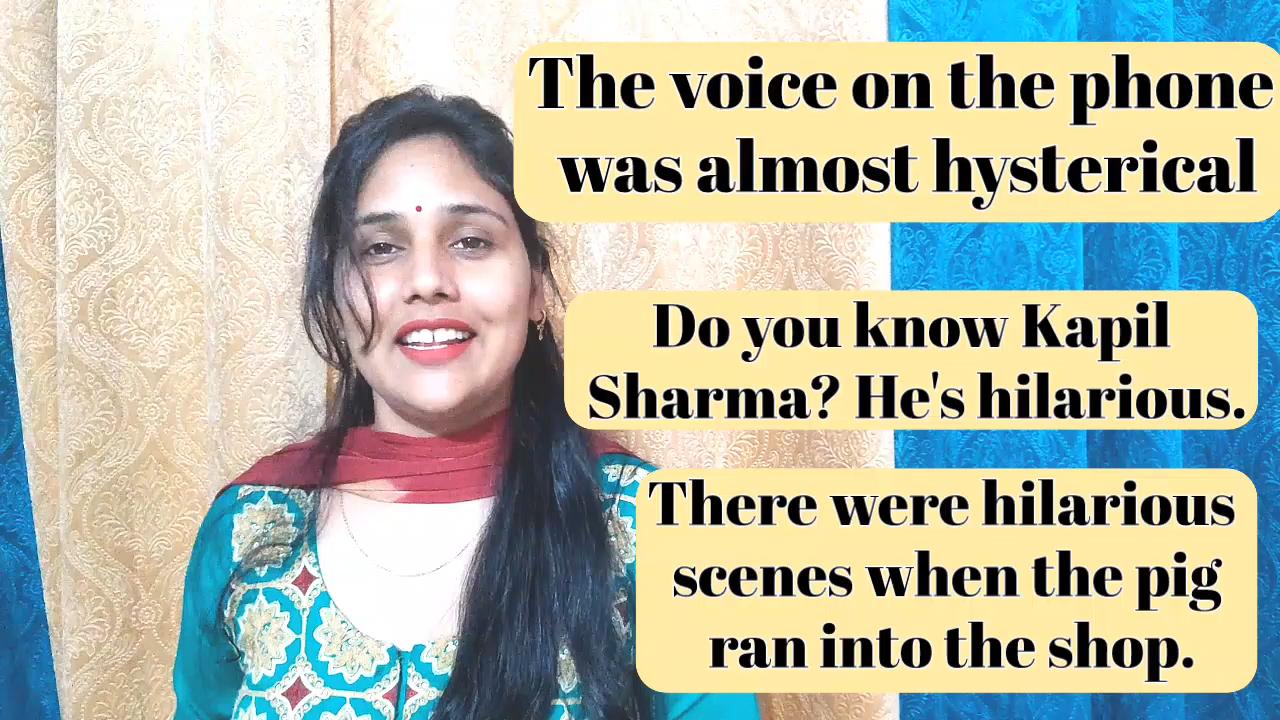 The voice on the phone
was almost hysterical
Do you know Kapil
Sharma? He's hilarious.
There were hilarious
scenes when the pig
ran into the shop.